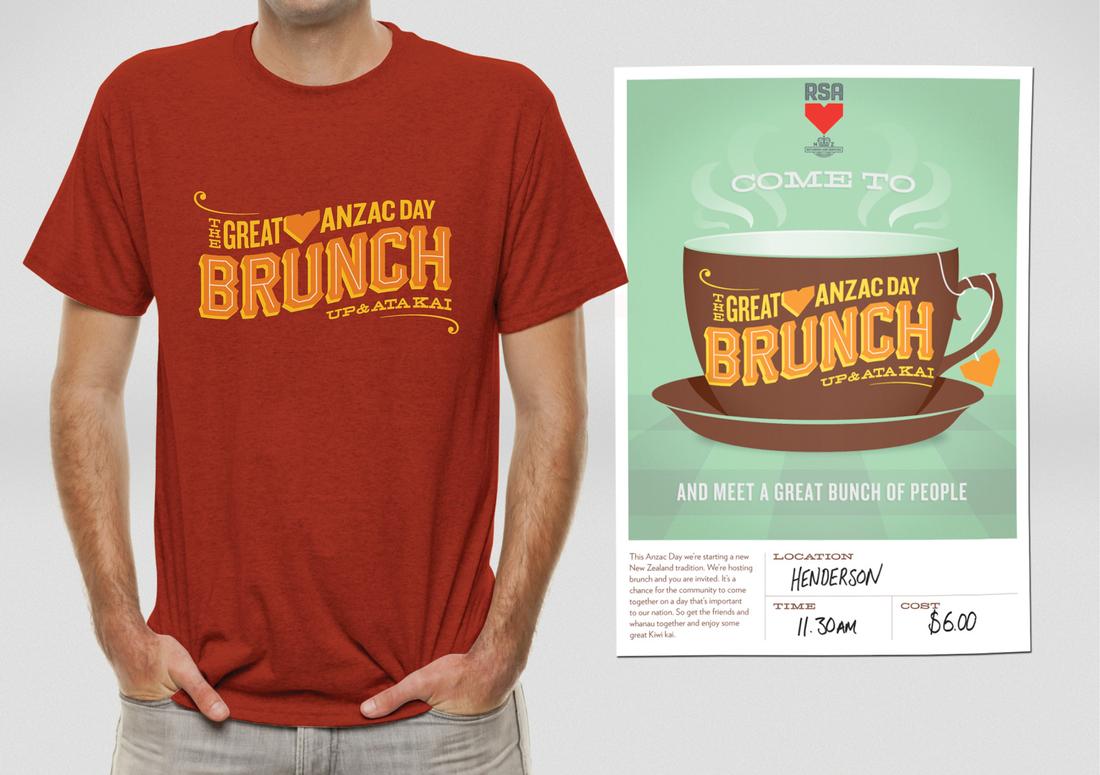 THE GREAT ANZAC DAY
BRUNCH
UP & ATA KAI
RSA
NZ
COME TO
THE GREAT ANZAC DAY
BRUNCH
UP & ATA KAI
AND MEET A GREAT BUNCH OF PEOPLE
This Anzac Day we're starting a new
New Zealand tradition. We're hosting
brunch and you are invited. It's a
chance for the community to come
together on a day that's important
to our nation. So get the friends and
whanau together and enjoy some
great Kiwi kai.
LOCATION
HENDERSON
TIME
11.30AM
COST
$6.00